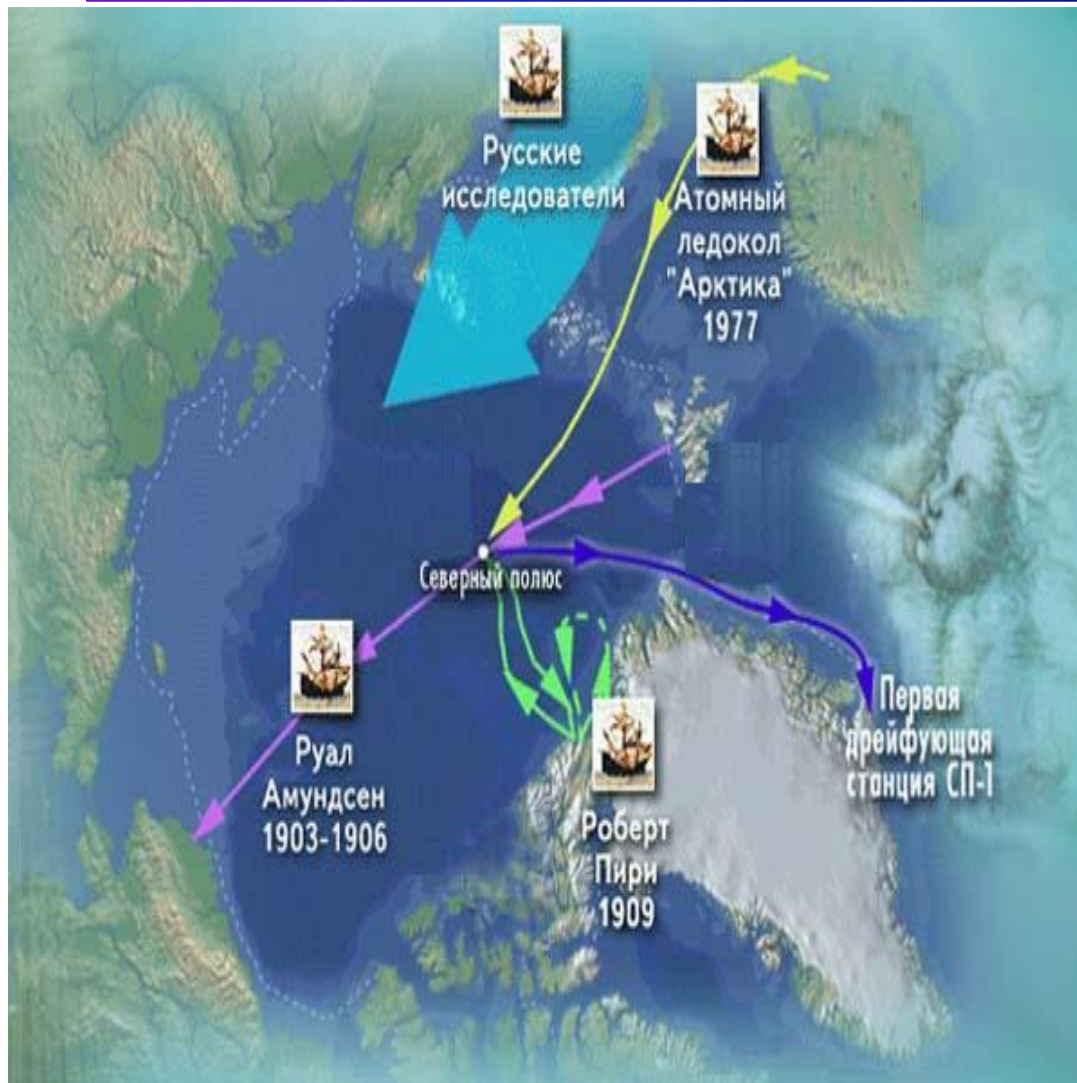 Русские
исследователи
Атомный
ледокол
"Арктика"
1977
Северный полюс
Первая
дрейфующая
станция СП-1
Руал
Амундсен
1903-1906
Роберт
Пири
1909